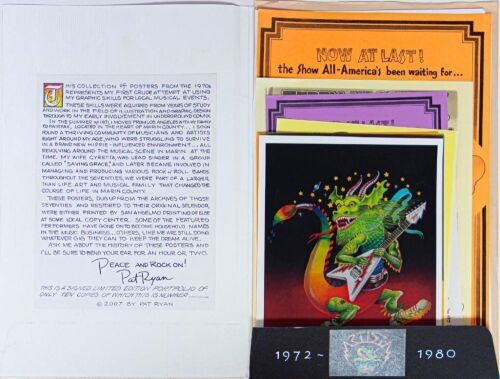 THIS COLLECTION OF POSTERS FROM THE 1970s
REPRESENTS MY FIRST CRUDE ATTEMPT AT USING
MY GRAPHIC SKILLS FOR LOCAL MUSICAL EVENTS.
THESE SKILLS WERE AQUIRED FROM YEARS OF STUDY
AND WORK IN THE FIELD OF ILLUSTRATION AND GRAPHIC DESIGN
THROUGH TO MY EARLY INVOLVEMENT IN UNDERGROUND COMIX.
IN THE SUMMER OF 1971, I MOVED FROM LOS ANGELES WITH MY FAMILY
TO FAIRFAX, LOCATED IN THE HEART OF MARIN COUNTY... I SOON
FOUND A THRIVING COMMUNITY OF MUSICIANS AND ARTISTS
RIGHT AROUND MY AGE, WHO WERE STRUGGLING TO SURVIVE
IN A BRAND NEW HIPPIE-INFLUENCED ENVIRONMENT... ALL
REVOLVING AROUND THE MUSICAL SCENE IN MARIN AT THE
TIME. MY WIFE CYRETTA, WAS LEAD SINGER IN A GROUP
CALLED "SAVING GRACE", AND LATER BECAME INVOLVED IN
MANAGING AND PRODUCING VARIOUS ROCK N' ROLL BANDS
THROUGHOUT THE SEVENTIES, WE WERE PART OF A LARGER
THAN LIFE ART AND MUSICAL FAMILY THAT CHANGED THE
COURSE OF LIFE IN MARIN COUNTY.
THESE POSTERS, DUG UP FROM THE ARCHIVES OF THOSE
SEVENTIES AND RESTORED TO THEIR ORIGINAL SPLENDOR,
WERE EITHER PRINTED BY SAN ANSELMO PRINTING OR ELSE
AT SOME LOCAL COPY CENTER. SOME OF THE FEATURED
PERFORMERS HAVE GONE ON TO BECOME HOUSEHOLD NAMES
IN THE MUSIC BUSINESS... OTHERS, LIKE ME ARE STILL DOING
WHATEVER GIGS THEY CAN TO KEEP THE DREAM ALIVE.
ASK ME ABOUT THE HISTORY OF THESE POSTERS AND
I'LL BE SURE TO BEND YOUR EAR FOR AN HOUR OR TWO.
PEACE AND ROCK ON!
Pat Ryan
THIS IS A SIGNED LIMITED EDITION PORTFOLIO OF
ONLY TEN COPIES OF WHICH THIS IS NUMBER
© 2007 BY PAT RYAN
NOW AT LAST!
the Show All-America's been waiting for...
1972 - 1980